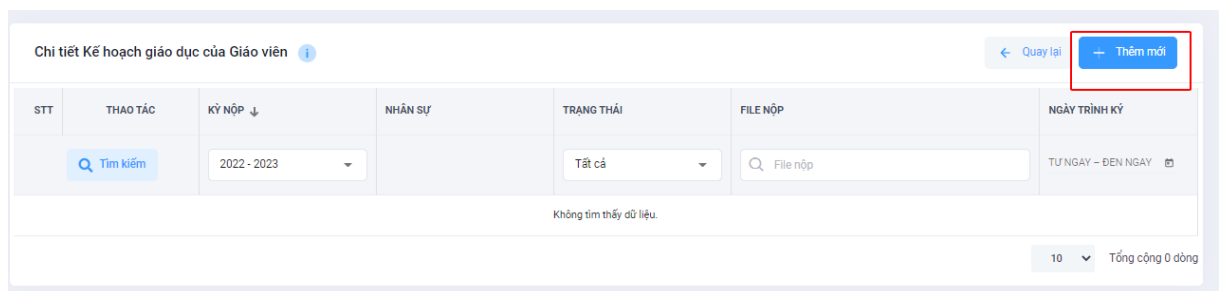 Chi tiết Kế hoạch giáo dục của Giáo viên i
← Quay lại + Thêm mới
STT THAO TÁC KỲ NỘP ↓ NHÂN SỰ TRẠNG THÁI FILE NỘP NGÀY TRÌNH KÝ
Tìm kiếm 2022 - 2023 Tất cả File nộp TỪ NGÀY – ĐẾN NGÀY
Không tìm thấy dữ liệu.
10 Tổng cộng 0 dòng